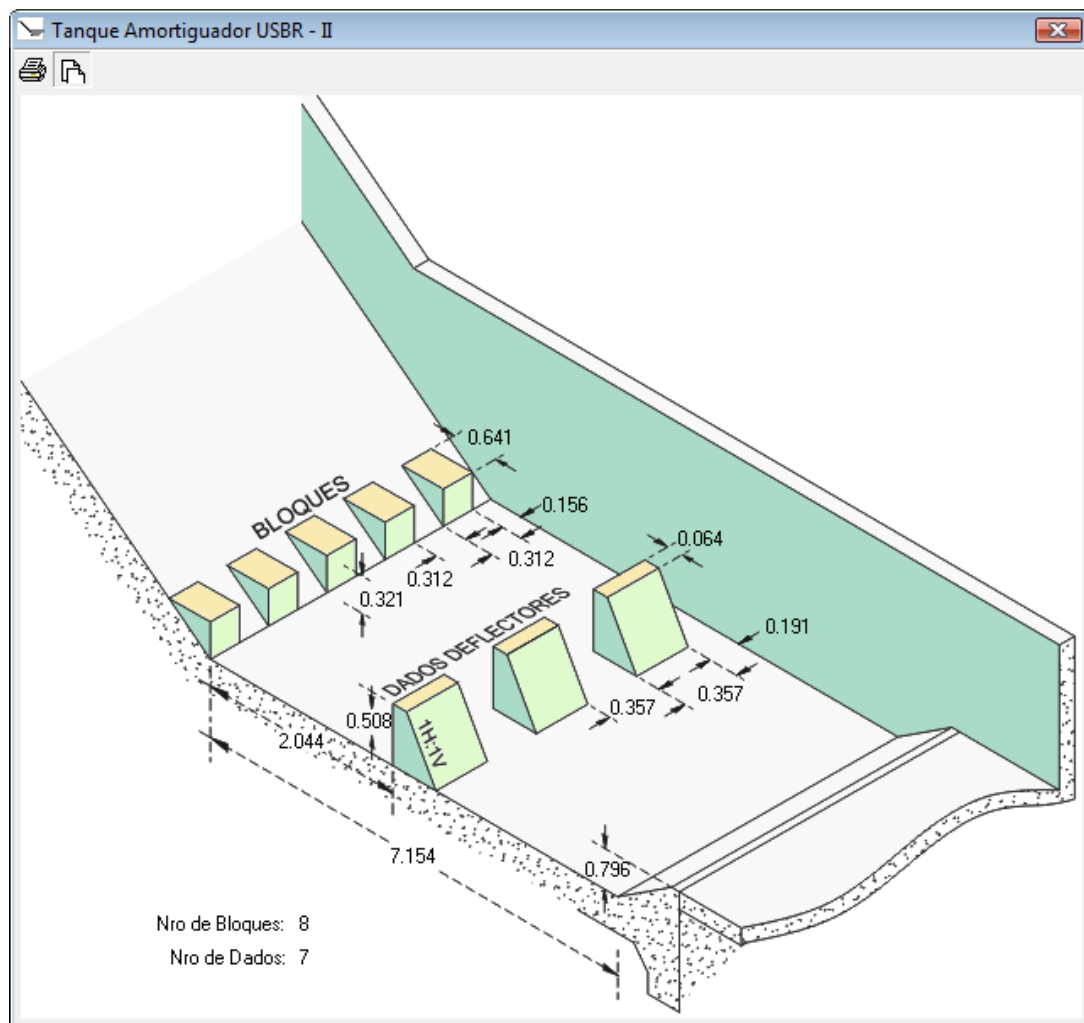 Tanque Amortiguador USBR - II
0.641
BLOQUES
0.156
0.312
0.064
0.312
0.321
DADOS DEFLECTORES
0.191
0.357
0.357
0.508
1H:1V
2.044
7.154
0.796
Nro de Bloques: 8
Nro de Dados: 7